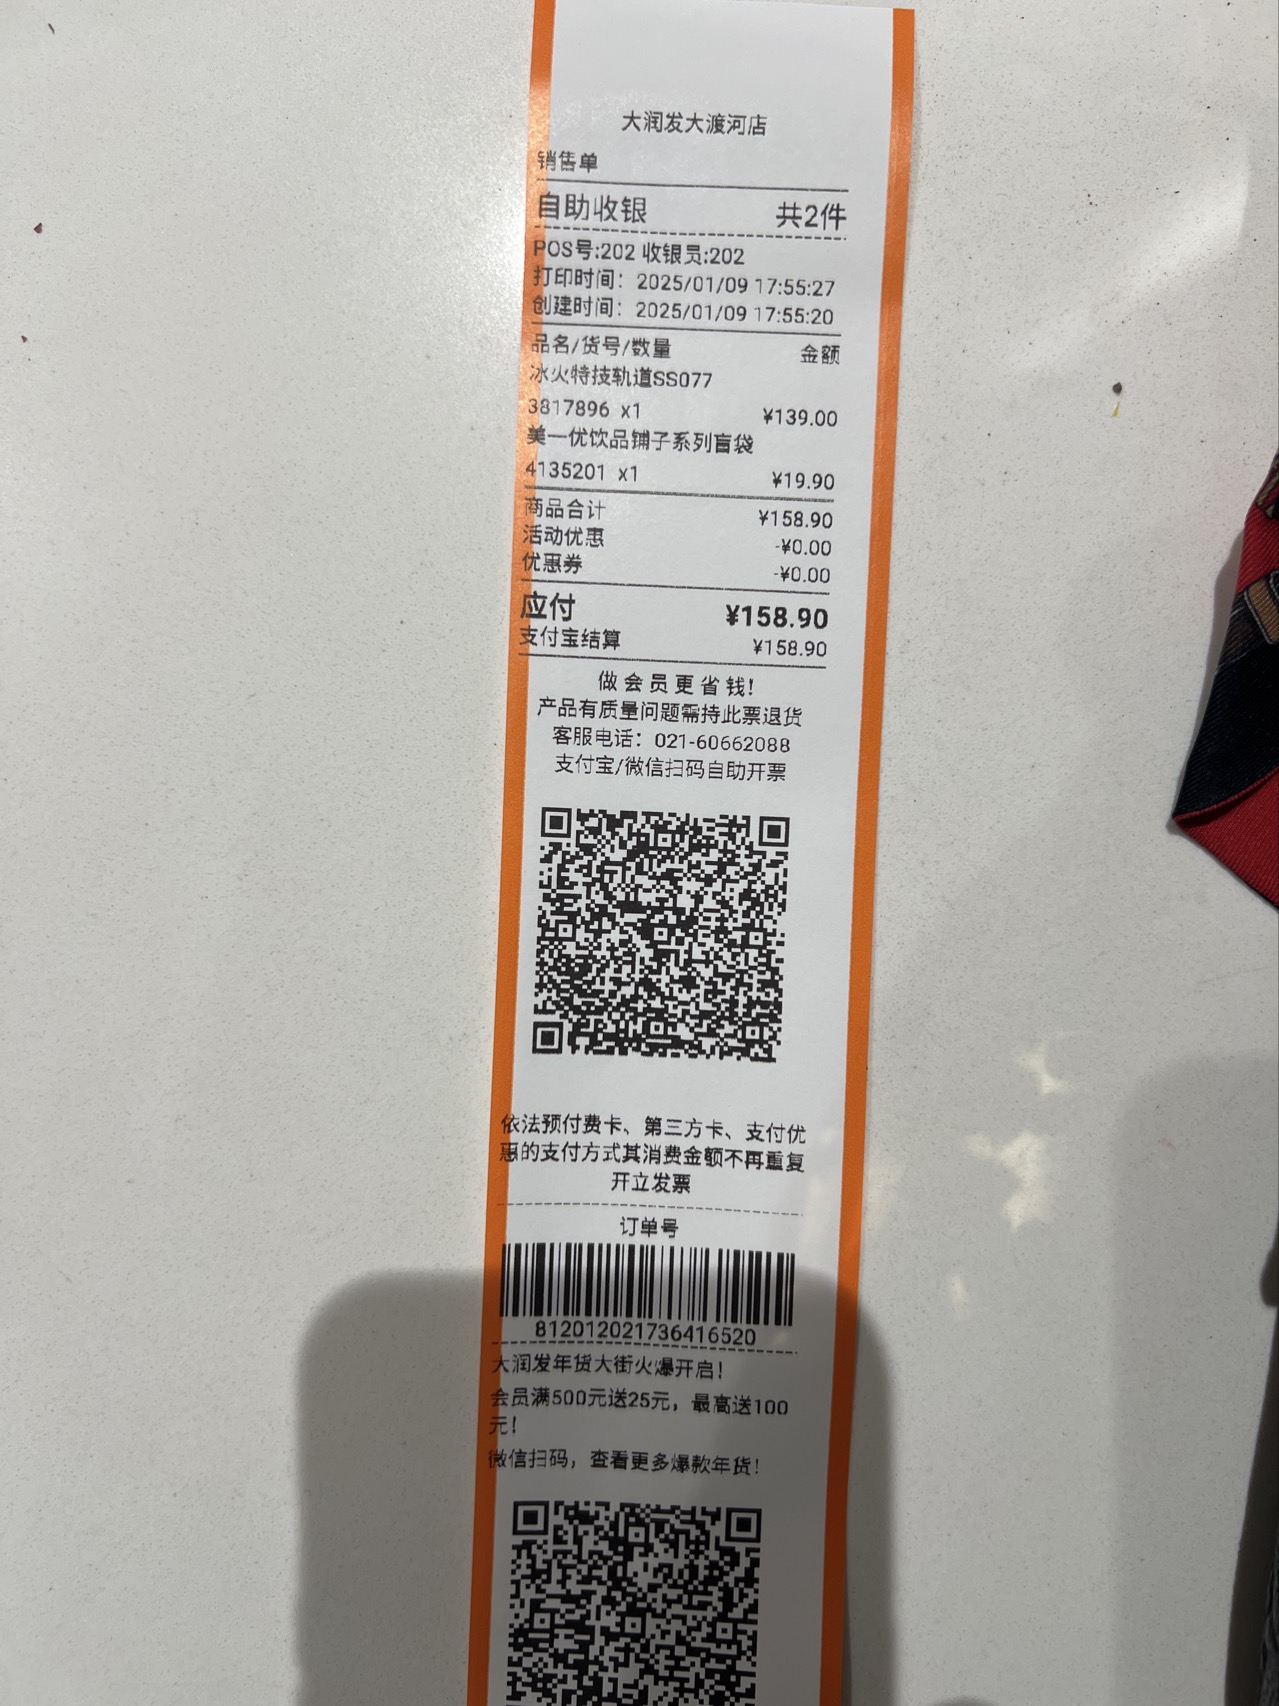 大润发大渡河店
销售单
自助收银 共2件
POS号:202 收银员:202
打印时间：2025/01/09 17:55:27
创建时间：2025/01/09 17:55:20
品名/货号/数量 金额
冰火特技轨道SS077
3817896 x1 ¥139.00
美一优饮品铺子系列盲袋
4135201 x1 ¥19.90
商品合计 ¥158.90
活动优惠 -¥0.00
优惠券 -¥0.00
应付 ¥158.90
支付宝结算 ¥158.90
做会员更省钱!
产品有质量问题需持此票退货
客服电话：021-60662088
支付宝/微信扫码自助开票
依法预付费卡、第三方卡、支付优
惠的支付方式其消费金额不再重复
开立发票
订单号
812012021736416520
大润发年货大街火爆开启！
会员满500元送25元，最高送100
元！
微信扫码，查看更多爆款年货！